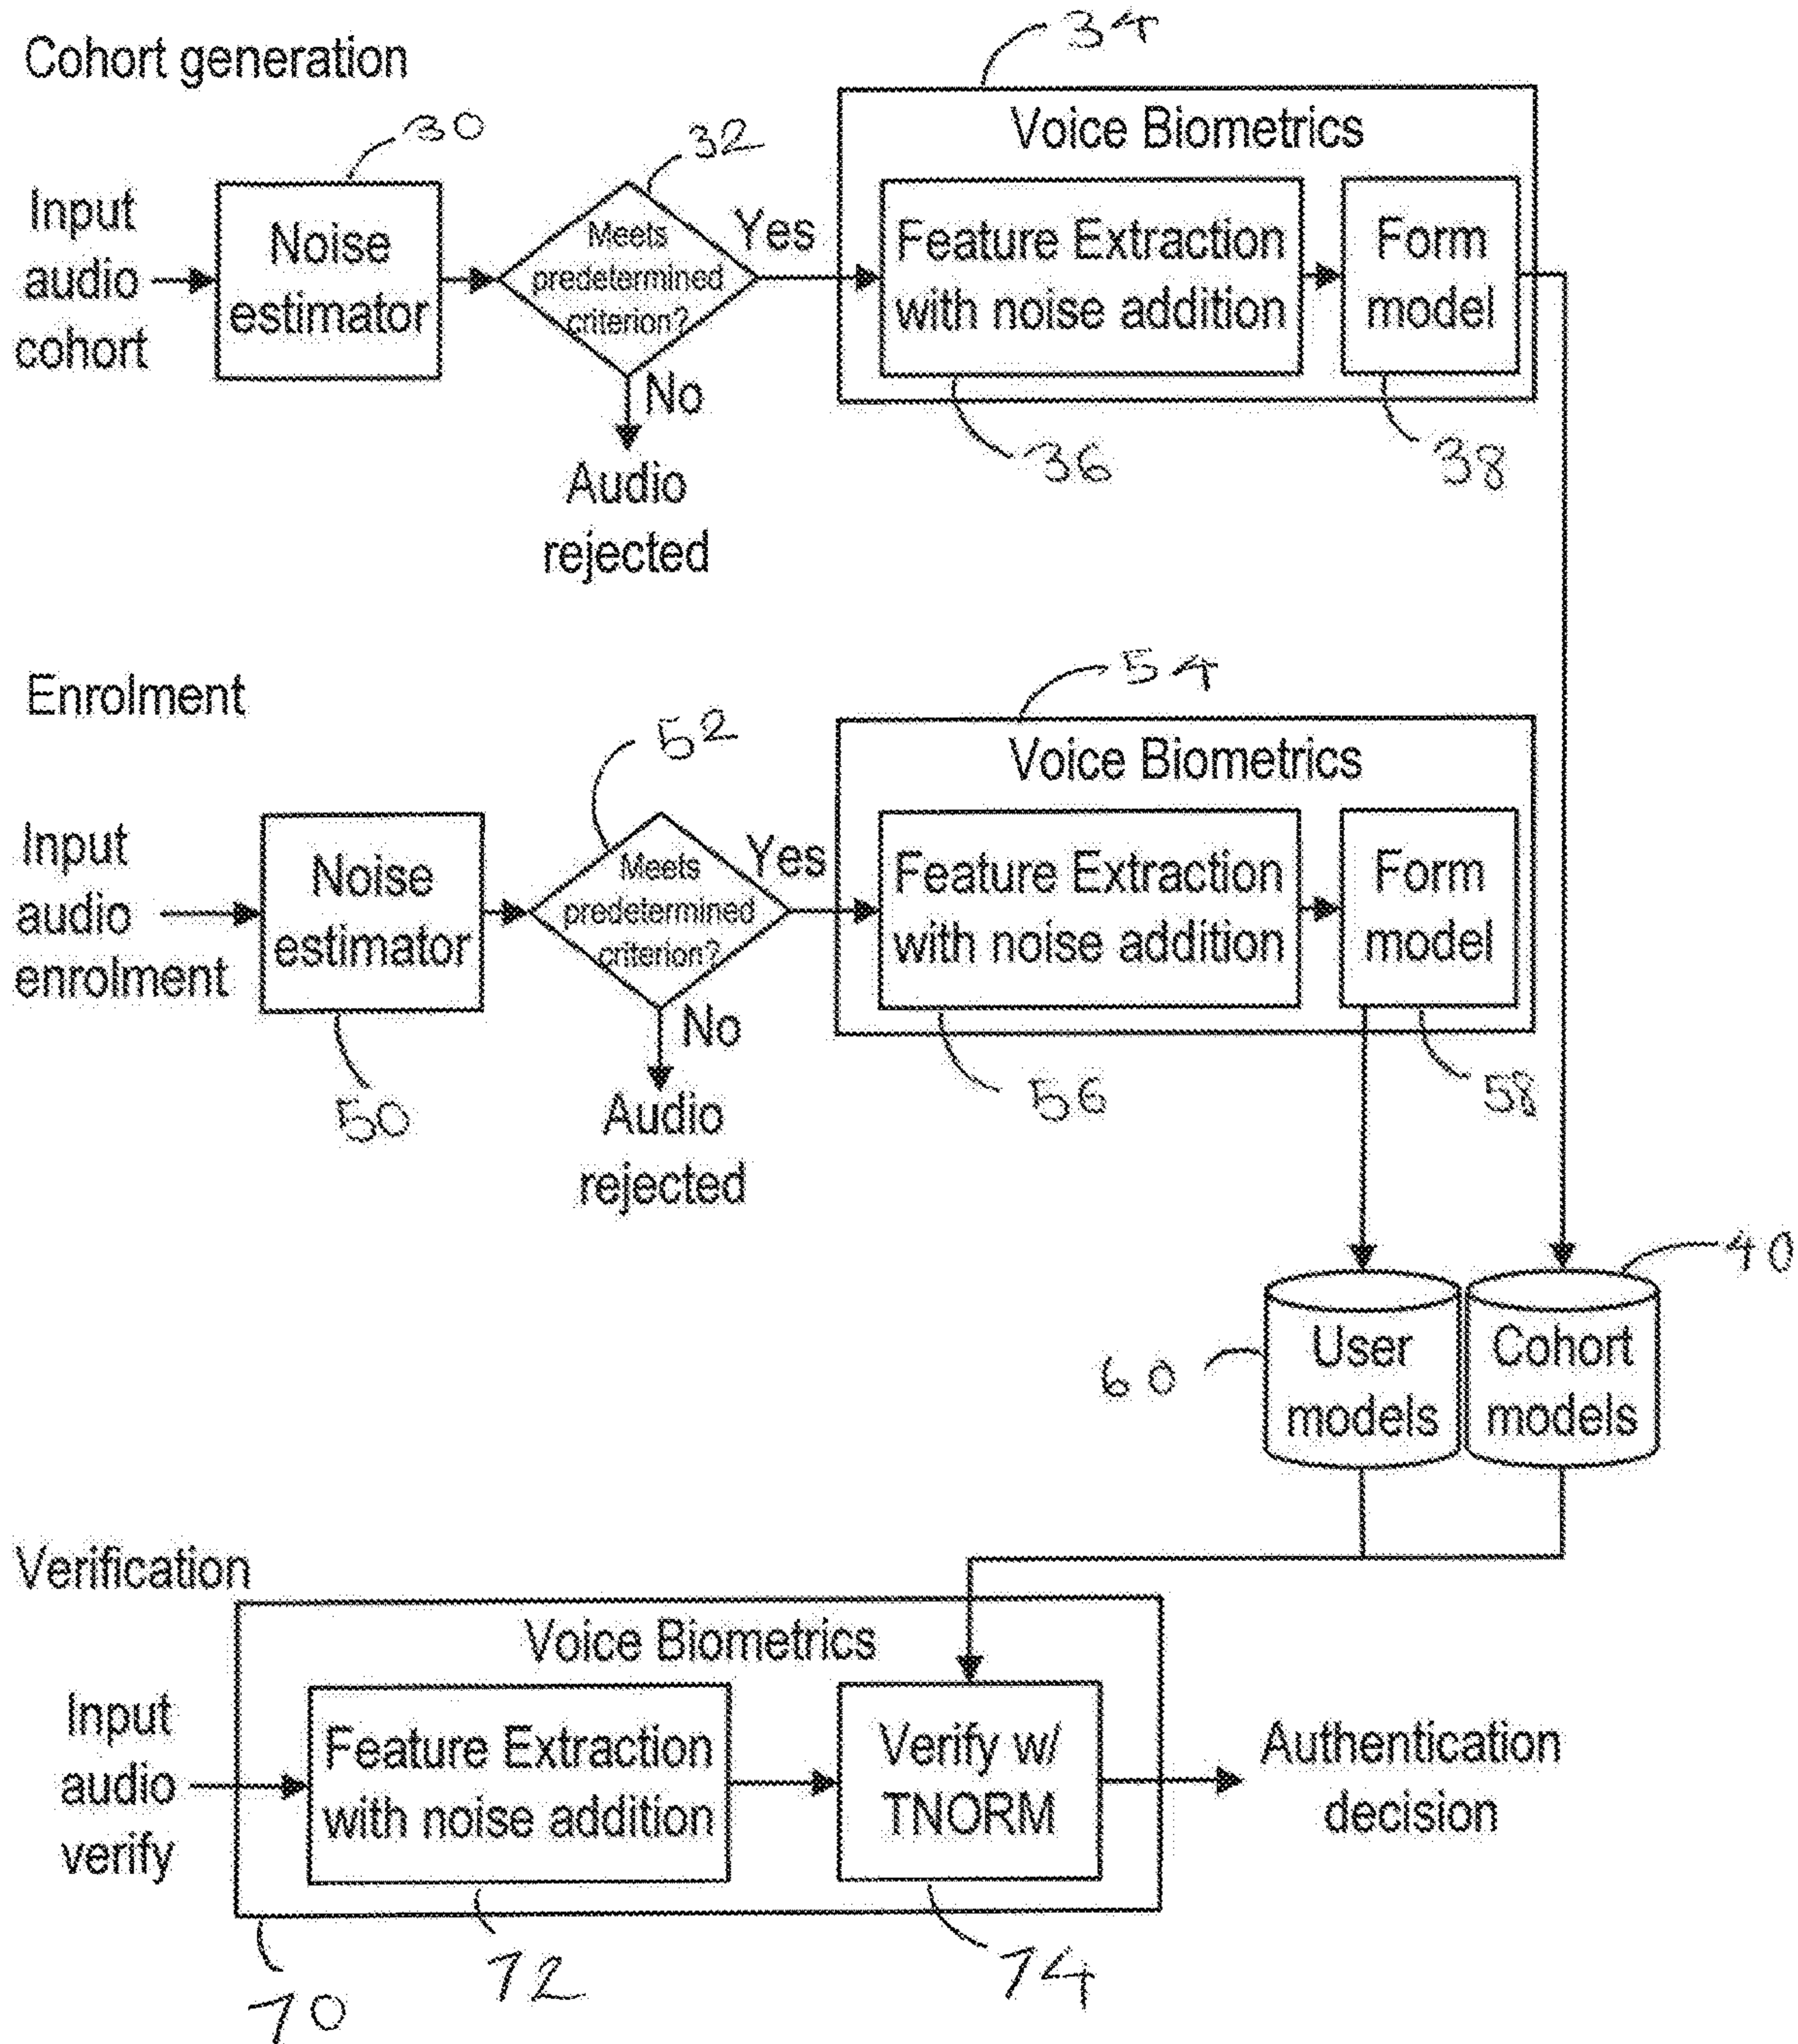 Cohort generation
34
30
32
Voice Biometrics
Input
audio
cohort
Noise
estimator
Meets
predetermined
criterion?
Yes
Feature Extraction
with noise addition
Form
model
No
Audio
rejected
36
38
Enrolment
54
52
Voice Biometrics
Input
audio
enrolment
Noise
estimator
Meets
predetermined
criterion?
Yes
Feature Extraction
with noise addition
Form
model
No
Audio
rejected
50
56
58
40
60
User
models
Cohort
models
Verification
Voice Biometrics
Input
audio
verify
Feature Extraction
with noise addition
Verify w/
TNORM
Authentication
decision
70
72
74